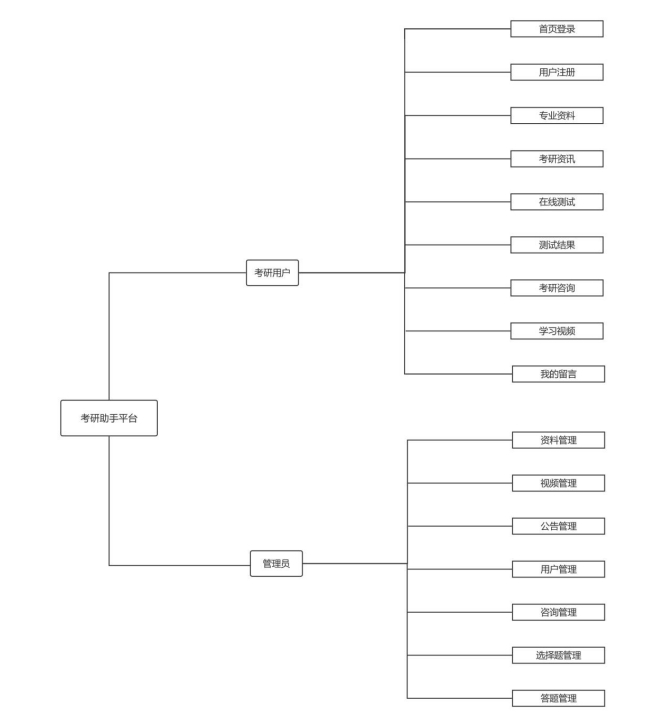 首页登录
用户注册
专业资料
考研资讯
在线测试
测试结果
考研用户
考研咨询
学习视频
我的留言
考研助手平台
资料管理
视频管理
公告管理
管理员
用户管理
咨询管理
选择题管理
答题管理